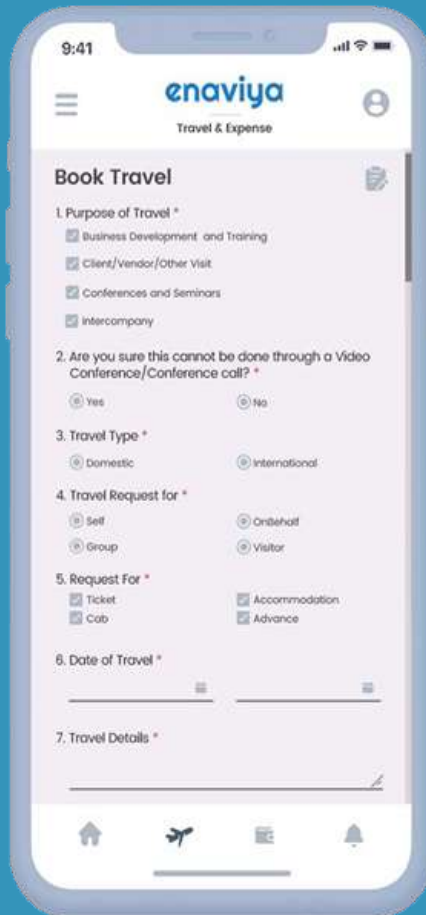 9:41
enaviya
Travel & Expense
Book Travel
1. Purpose of Travel *
Business Development and Training
Client/Vendor/Other Visit
Conferences and Seminars
Intercompany
2. Are you sure this cannot be done through a Video
Conference/Conference call? *
Yes
No
3. Travel Type *
Domestic
International
4. Travel Request for *
Self
OnBehalf
Group
Visitor
5. Request For *
Ticket
Accommodation
Cab
Advance
6. Date of Travel *
7. Travel Details *